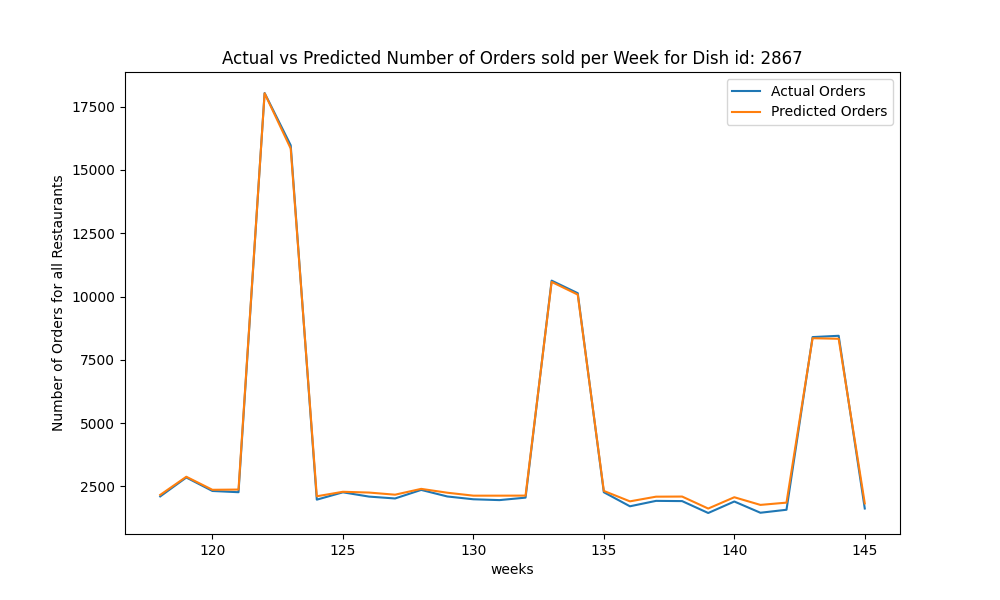 Actual vs Predicted Number of Orders sold per Week for Dish id: 2867
Actual Orders
Predicted Orders
Number of Orders for all Restaurants
17500
15000
12500
10000
7500
5000
2500
120 125 130 135 140 145
weeks